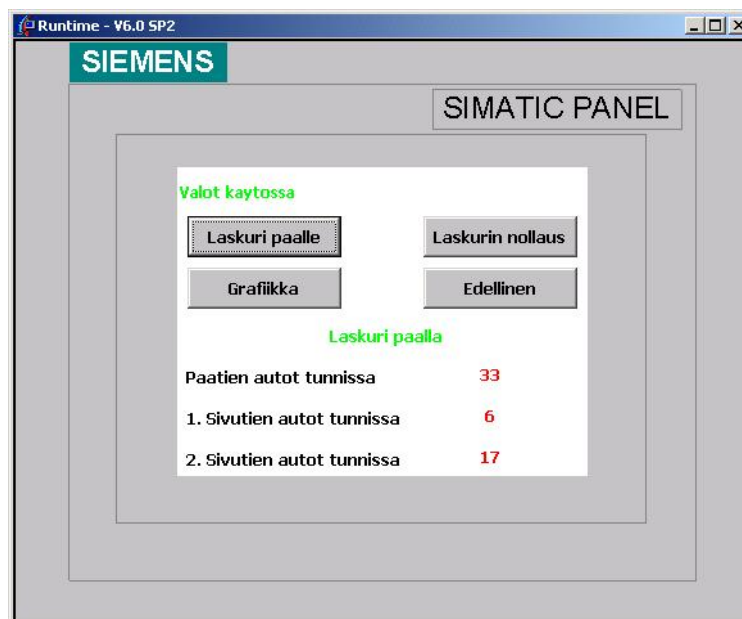 Runtime - V6.0 SP2
SIEMENS
SIMATIC PANEL
Valot kaytossa
Laskuri paalle
Laskurin nollaus
Grafiikka
Edellinen
Laskuri paalla
Paatien autot tunnissa 33
1. Sivutien autot tunnissa 6
2. Sivutien autot tunnissa 17